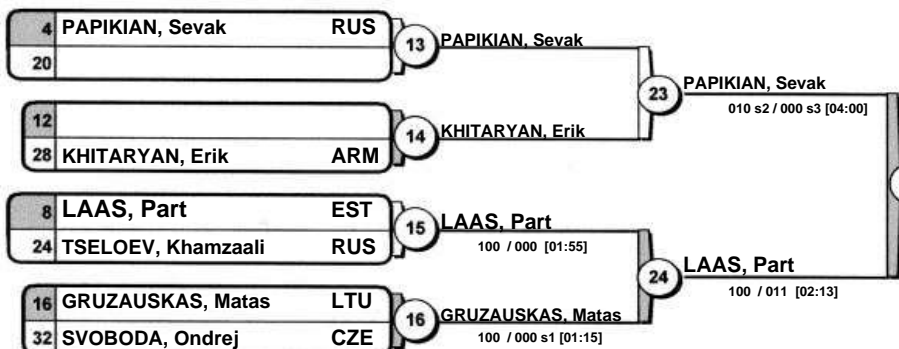 4 PAPIKIAN, Sevak RUS
20
13 PAPIKIAN, Sevak
12
28 KHITARYAN, Erik ARM
14 KHITARYAN, Erik
23 PAPIKIAN, Sevak
010 s2 / 000 s3 [04:00]
8 LAAS, Part EST
24 TSELOEV, Khamzaali RUS
15 LAAS, Part
100 / 000 [01:55]
16 GRUZAUSKAS, Matas LTU
32 SVOBODA, Ondrej CZE
16 GRUZAUSKAS, Matas
100 / 000 s1 [01:15]
24 LAAS, Part
100 / 011 [02:13]